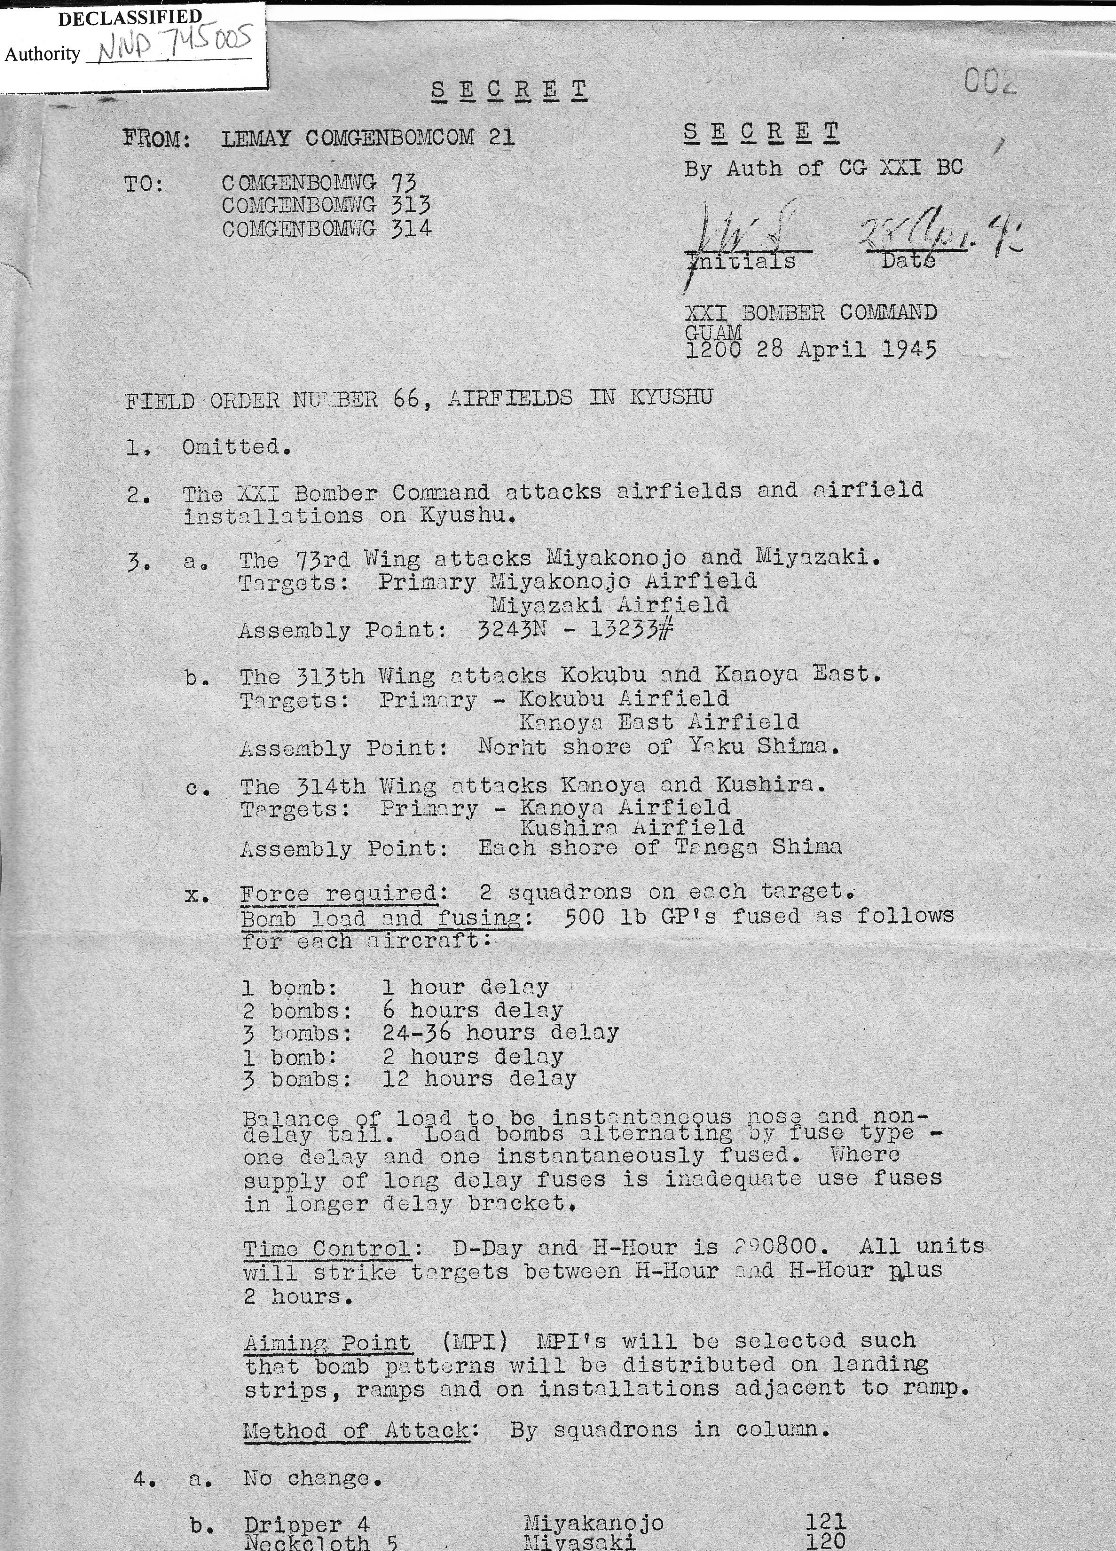 DECLASSIFIED
Authority NND 745005
002
S E C R E T
FROM: LEMAY COMGENBOMCOM 21
TO: COMGENBOMWG 73
COMGENBOMWG 313
COMGENBOMWG 314
S E C R E T
By Auth of CG XXI BC
28 Apr. 45
Initials Date
XXI BOMBER COMMAND
GUAM
1200 28 April 1945
FIELD ORDER NUMBER 66, AIRFIELDS IN KYUSHU
1. Omitted.
2. The XXI Bomber Command attacks airfields and airfield
installations on Kyushu.
3. a. The 73rd Wing attacks Miyakonojo and Miyazaki.
Targets: Primary Miyakonojo Airfield
Miyazaki Airfield
Assembly Point: 3243N - 13233#
b. The 313th Wing attacks Kokubu and Kanoya East.
Targets: Primary - Kokubu Airfield
Kanoya East Airfield
Assembly Point: Norht shore of Yaku Shima.
c. The 314th Wing attacks Kanoya and Kushira.
Targets: Primary - Kanoya Airfield
Kushira Airfield
Assembly Point: Each shore of Tanega Shima
x. Force required: 2 squadrons on each target.
Bomb load and fusing: 500 lb GP's fused as follows
for each aircraft:
1 bomb: 1 hour delay
2 bombs: 6 hours delay
3 bombs: 24-36 hours delay
1 bomb: 2 hours delay
3 bombs: 12 hours delay
Balance of load to be instantaneous nose and non-
delay tail. Load bombs alternating by fuse type -
one delay and one instantaneously fused. Where
supply of long delay fuses is inadequate use fuses
in longer delay bracket.
Time Control: D-Day and H-Hour is 290800. All units
will strike targets between H-Hour and H-Hour plus
2 hours.
Aiming Point (MPI) MPI's will be selected such
that bomb patterns will be distributed on landing
strips, ramps and on installations adjacent to ramp.
Method of Attack: By squadrons in column.
4. a. No change.
b. Dripper 4 Miyakanojo 121
Neckcloth 5 Miyasaki 120